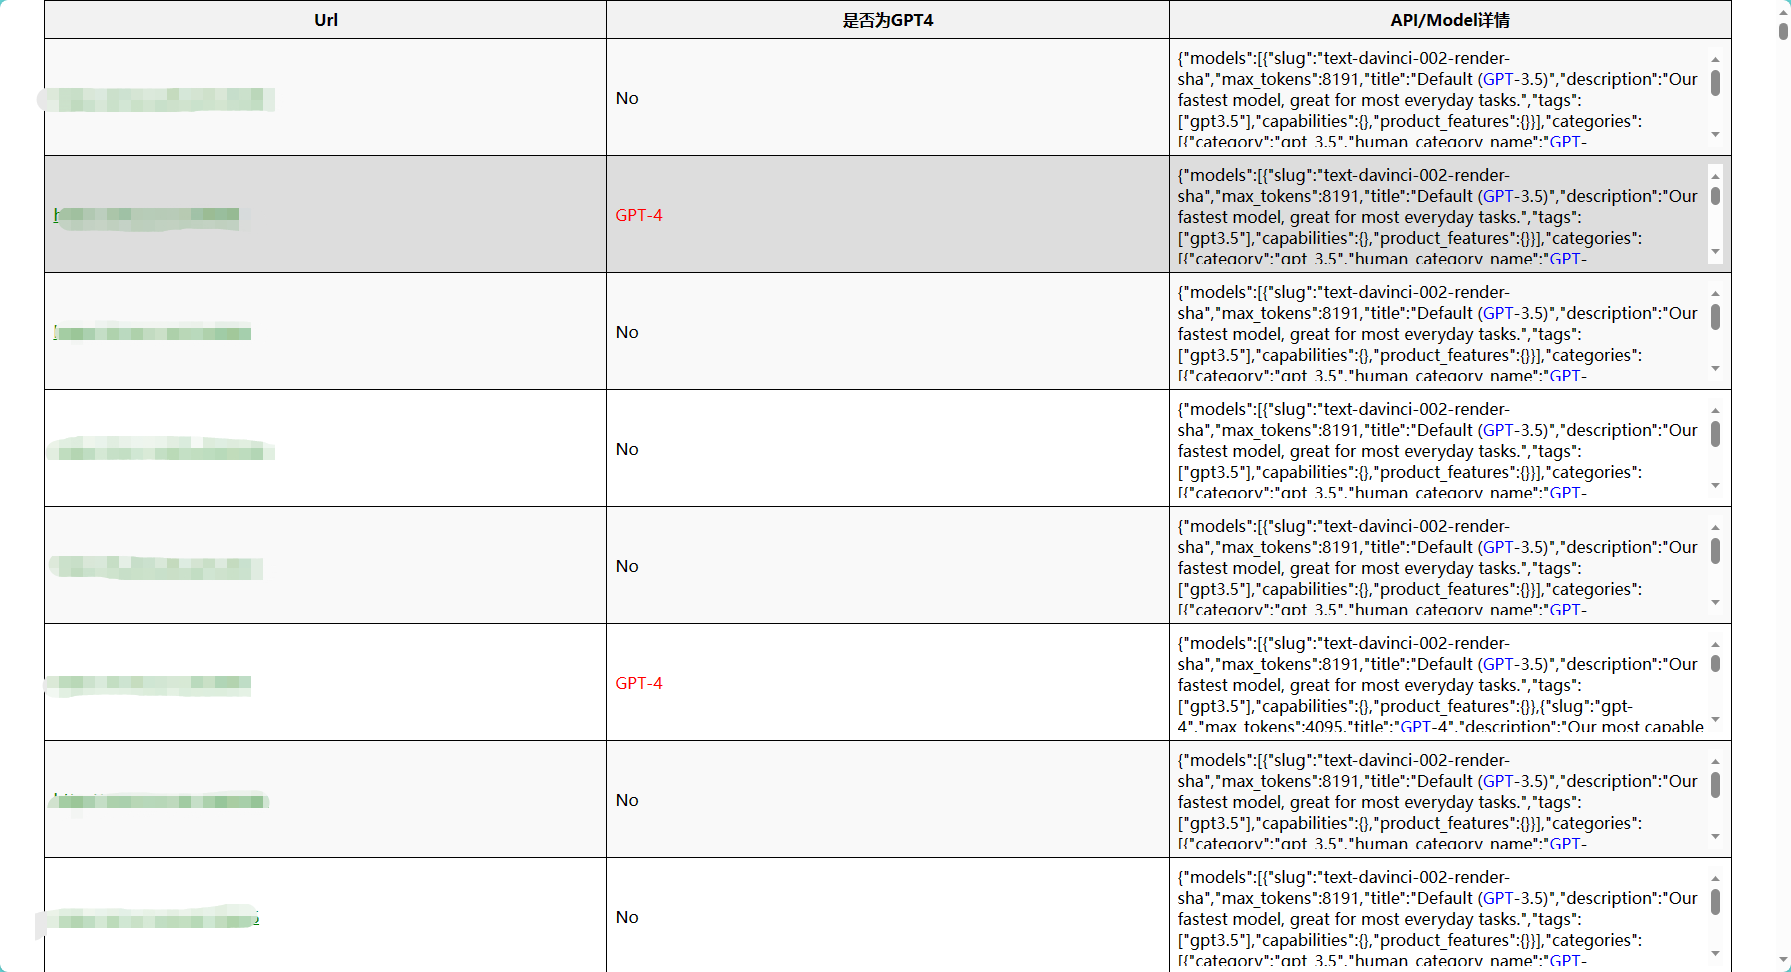 Url 是否为GPT4 API/Model详情
No
{"models":[{"slug":"text-davinci-002-render-
sha","max_tokens":8191,"title":"Default (GPT-3.5)","description":"Our
fastest model, great for most everyday tasks.","tags":
["gpt3.5"],"capabilities":{},"product_features":{}}],"categories":
[{"category":"gpt_3.5","human_category_name":"GPT-
GPT-4
{"models":[{"slug":"text-davinci-002-render-
sha","max_tokens":8191,"title":"Default (GPT-3.5)","description":"Our
fastest model, great for most everyday tasks.","tags":
["gpt3.5"],"capabilities":{},"product_features":{}}],"categories":
[{"category":"gpt_3.5","human_category_name":"GPT-
No
{"models":[{"slug":"text-davinci-002-render-
sha","max_tokens":8191,"title":"Default (GPT-3.5)","description":"Our
fastest model, great for most everyday tasks.","tags":
["gpt3.5"],"capabilities":{},"product_features":{}}],"categories":
[{"category":"gpt_3.5","human_category_name":"GPT-
No
{"models":[{"slug":"text-davinci-002-render-
sha","max_tokens":8191,"title":"Default (GPT-3.5)","description":"Our
fastest model, great for most everyday tasks.","tags":
["gpt3.5"],"capabilities":{},"product_features":{}}],"categories":
[{"category":"gpt_3.5","human_category_name":"GPT-
No
{"models":[{"slug":"text-davinci-002-render-
sha","max_tokens":8191,"title":"Default (GPT-3.5)","description":"Our
fastest model, great for most everyday tasks.","tags":
["gpt3.5"],"capabilities":{},"product_features":{}}],"categories":
[{"category":"gpt_3.5","human_category_name":"GPT-
GPT-4
{"models":[{"slug":"text-davinci-002-render-
sha","max_tokens":8191,"title":"Default (GPT-3.5)","description":"Our
fastest model, great for most everyday tasks.","tags":
["gpt3.5"],"capabilities":{},"product_features":{}},{"slug":"gpt-
4","max_tokens":4095,"title":"GPT-4","description":"Our most capable
No
{"models":[{"slug":"text-davinci-002-render-
sha","max_tokens":8191,"title":"Default (GPT-3.5)","description":"Our
fastest model, great for most everyday tasks.","tags":
["gpt3.5"],"capabilities":{},"product_features":{}}],"categories":
[{"category":"gpt_3.5","human_category_name":"GPT-
No
{"models":[{"slug":"text-davinci-002-render-
sha","max_tokens":8191,"title":"Default (GPT-3.5)","description":"Our
fastest model, great for most everyday tasks.","tags":
["gpt3.5"],"capabilities":{},"product_features":{}}],"categories":
[{"category":"gpt_3.5","human_category_name":"GPT-